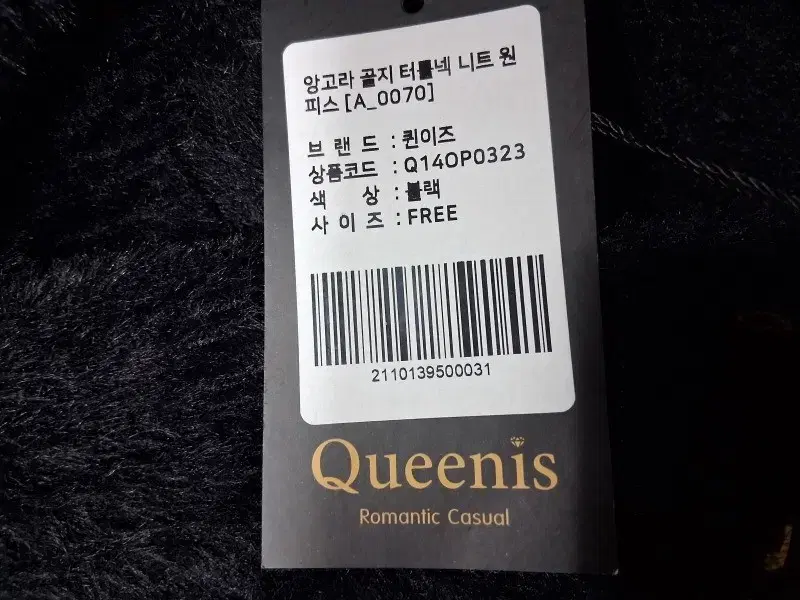 앙고라 골지 터틀넥 니트 원
피스 [A_0070]
브 랜 드 : 퀸이즈
상품코드 : Q14OP0323
색 상 : 블랙
사 이 즈 : FREE
2110139500031
Queenis
Romantic Casual